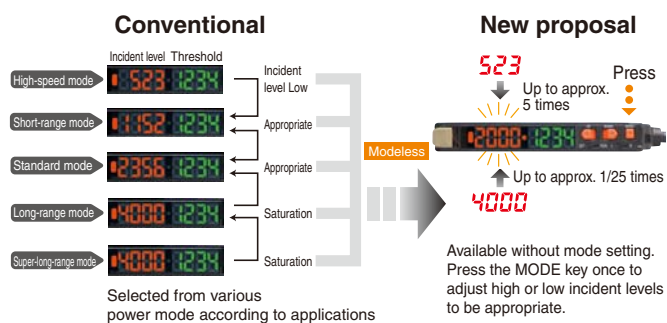 Conventional
New proposal
Incident level Threshold
High-speed mode 523 1234 Incident level Low
Short-range mode 1152 1234 Appropriate
Standard mode 2356 1234 Appropriate
Long-range mode 4000 1234 Saturation
Super-long-range mode 4000 1234 Saturation
Selected from various
power mode according to applications
Modeless
523
Press
Up to approx.
5 times
2000 1234
Up to approx. 1/25 times
4000
Available without mode setting.
Press the MODE key once to
adjust high or low incident levels
to be appropriate.